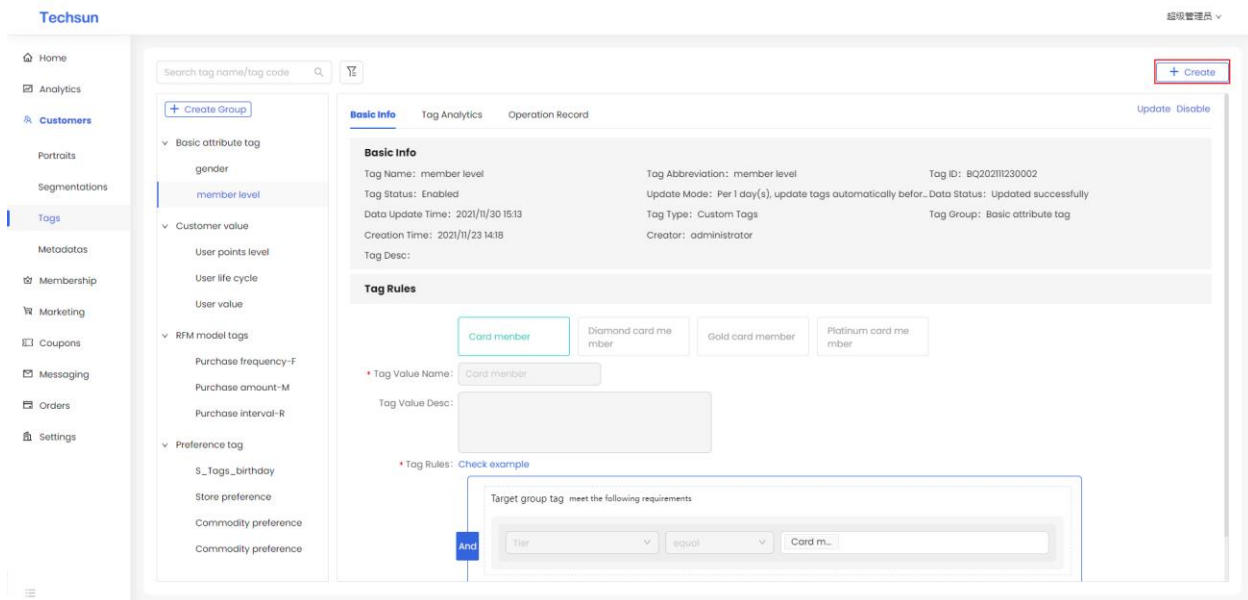 Techsun
超级管理员
Home
Analytics
Customers
Portraits
Segmentations
Tags
Metadatas
Membership
Marketing
Coupons
Messaging
Orders
Settings
Search tag name/tag code
+ Create
+ Create Group
Basic attribute tag
gender
member level
Customer value
User points level
User life cycle
User value
RFM model tags
Purchase frequency-F
Purchase amount-M
Purchase interval-R
Preference tag
S_Tags_birthday
Store preference
Commodity preference
Commodity preference
Basic Info Tag Analytics Operation Record
Update Disable
Basic Info
Tag Name: member level Tag Abbreviation: member level Tag ID: BQ202111230002
Tag Status: Enabled Update Mode: Per 1 day(s), update tags automatically befor... Data Status: Updated successfully
Data Update Time: 2021/11/30 15:13 Tag Type: Custom Tags Tag Group: Basic attribute tag
Creation Time: 2021/11/23 14:18 Creator: administrator
Tag Desc:
Tag Rules
Card menber
Diamond card me
mber
Gold card member
Platinum card me
mber
* Tag Value Name: Card menber
Tag Value Desc:
* Tag Rules: Check example
Target group tag meet the following requirements
And
Tier equal Card m...